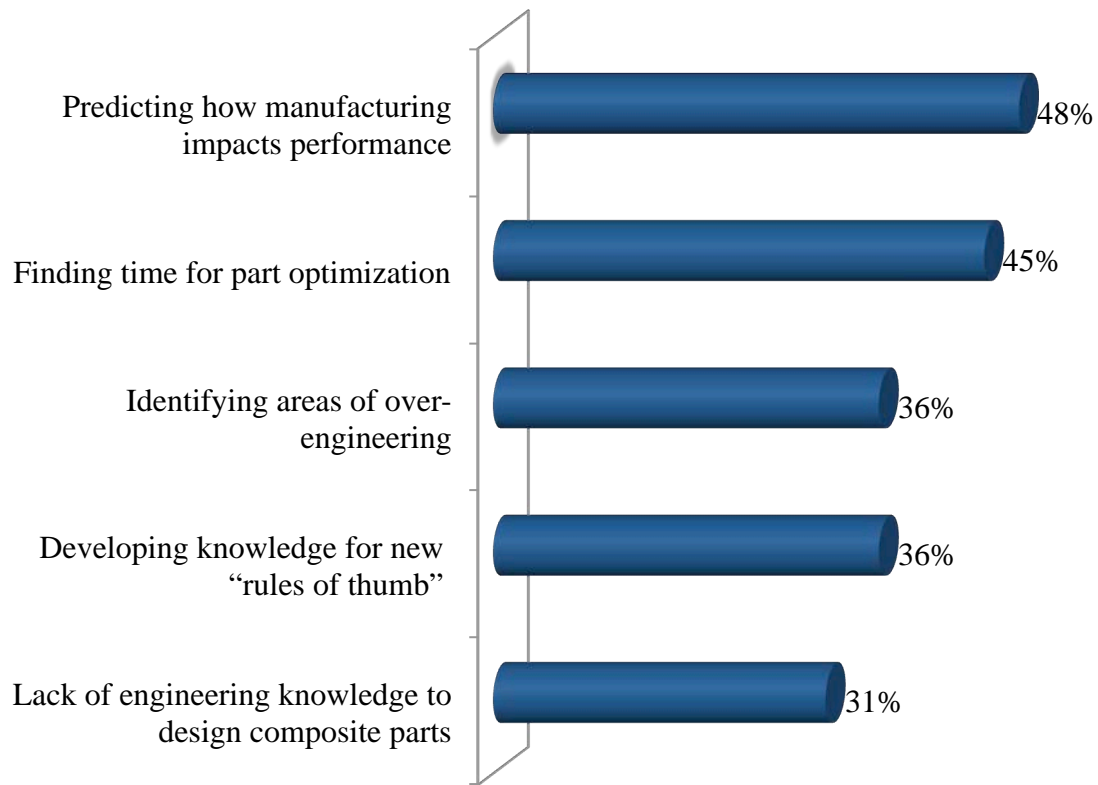 Predicting how manufacturing
impacts performance
48%
Finding time for part optimization
45%
Identifying areas of over-
engineering
36%
Developing knowledge for new
“rules of thumb”
36%
Lack of engineering knowledge to
design composite parts
31%